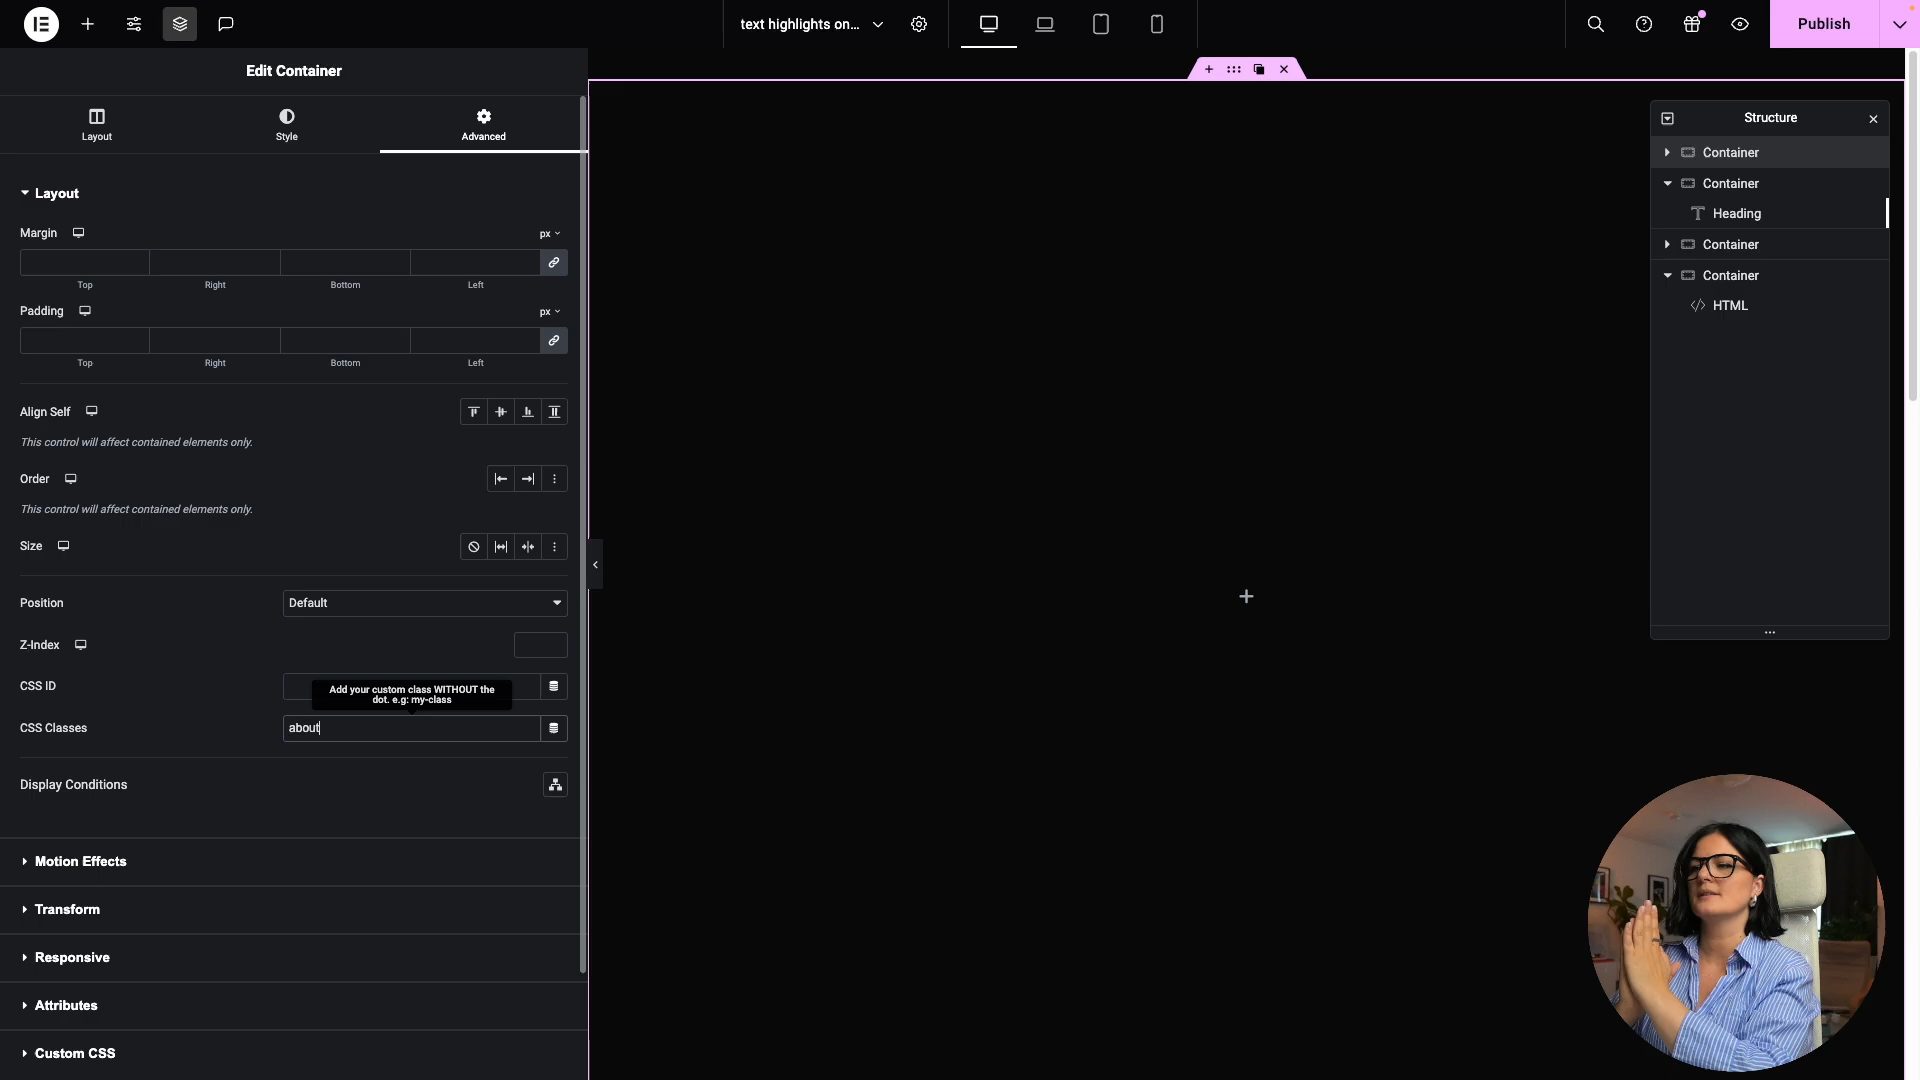 text highlights on...
Publish
Edit Container
Layout
Style
Advanced
Layout
Margin
px
Top
Right
Bottom
Left
Padding
px
Top
Right
Bottom
Left
Align Self
This control will affect contained elements only.
Order
This control will affect contained elements only.
Size
Position
Default
Z-Index
CSS ID
Add your custom class WITHOUT the
dot. e.g: my-class
CSS Classes
about
Display Conditions
Motion Effects
Transform
Responsive
Attributes
Custom CSS
Structure
Container
Container
Heading
Container
Container
HTML